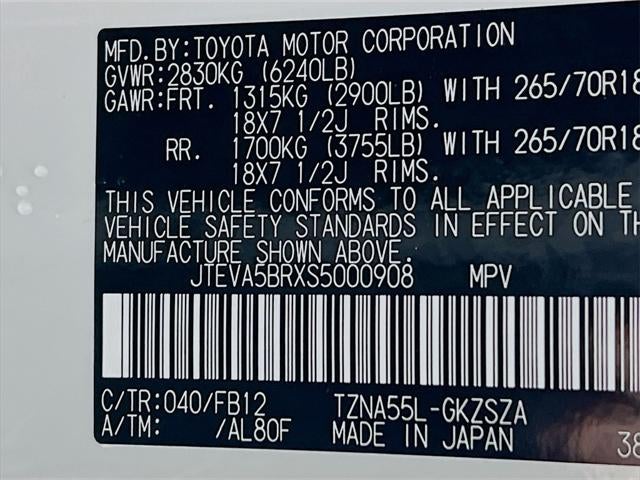 MFD.BY:TOYOTA MOTOR CORPORATION
GVWR:2830KG (6240LB)
GAWR:FRT. 1315KG (2900LB) WITH 265/70R18
18X7 1/2J RIMS.
RR. 1700KG (3755LB) WITH 265/70R18
18X7 1/2J RIMS.
THIS VEHICLE CONFORMS TO ALL APPLICABLE
VEHICLE SAFETY STANDARDS IN EFFECT ON TH
MANUFACTURE SHOWN ABOVE.
JTEVA5BRXS5000908 MPV
C/TR:040/FB12 TZNA55L-GKZSZA
A/TM: /AL80F MADE IN JAPAN 38